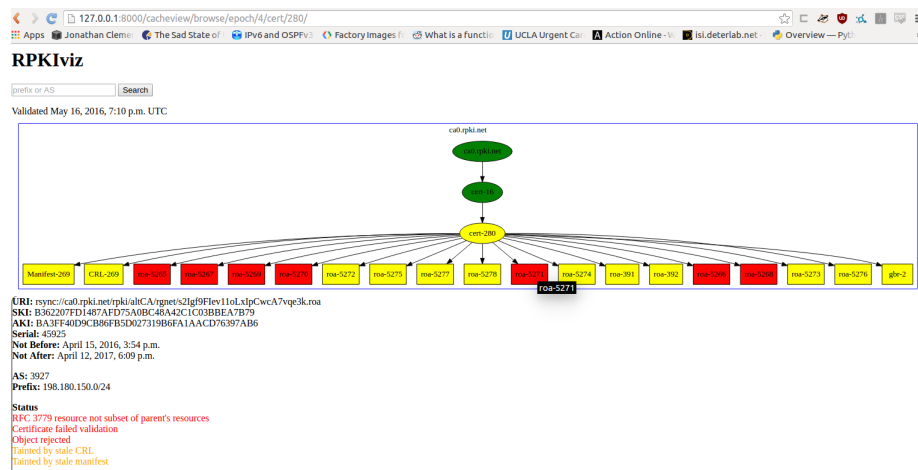 127.0.0.1:8000/cacheview/browse/epoch/4/cert/280/
Apps Jonathan Cleme The Sad State of IPv6 and OSPFv3 Factory Images f What is a functio UCLA Urgent Car Action Online - W isi.deterlab.net - Overview — Pyth
RPKIviz
prefix or AS Search
Validated May 16, 2016, 7:10 p.m. UTC
ca0.rpki.net
ca0.rpki.net
cert-16
cert-280
Manifest-269 CRL-269 roa-5265 roa-5267 roa-5269 roa-5270 roa-5272 roa-5275 roa-5277 roa-5278 roa-5271 roa-5274 roa-391 roa-392 roa-5266 roa-5268 roa-5273 roa-5276 gbr-2
roa-5271
URI: rsync://ca0.rpki.net/rpki/altCA/rgnet/s2Igf9FIev11oLxIpCwcA7vqe3k.roa
SKI: B362207FD1487AFD75A0BC48A42C1C03BBEA7B79
AKI: BA3FF40D9CB86FB5D027319B6FA1AACD76397AB6
Serial: 45925
Not Before: April 15, 2016, 3:54 p.m.
Not After: April 12, 2017, 6:09 p.m.
AS: 3927
Prefix: 198.180.150.0/24
Status
RFC 3779 resource not subset of parent's resources
Certificate failed validation
Object rejected
Tainted by stale CRL
Tainted by stale manifest